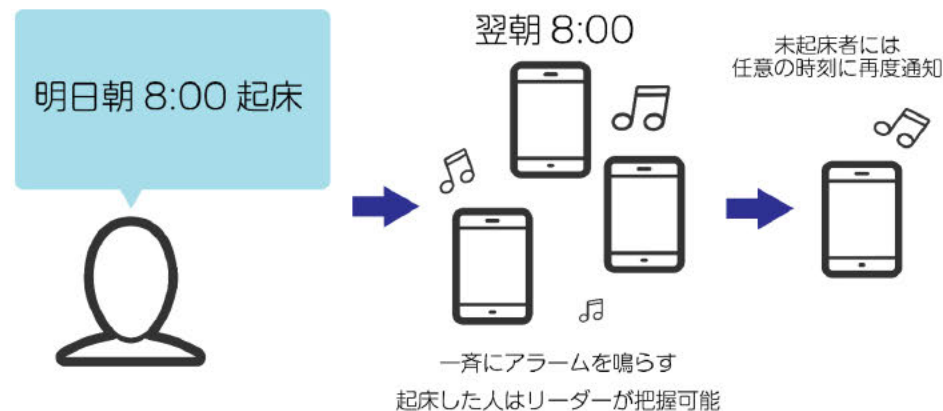 明日朝 8:00 起床
翌朝 8:00
一斉にアラームを鳴らす
起床した人はリーダーが把握可能
未起床者には
任意の時刻に再度通知